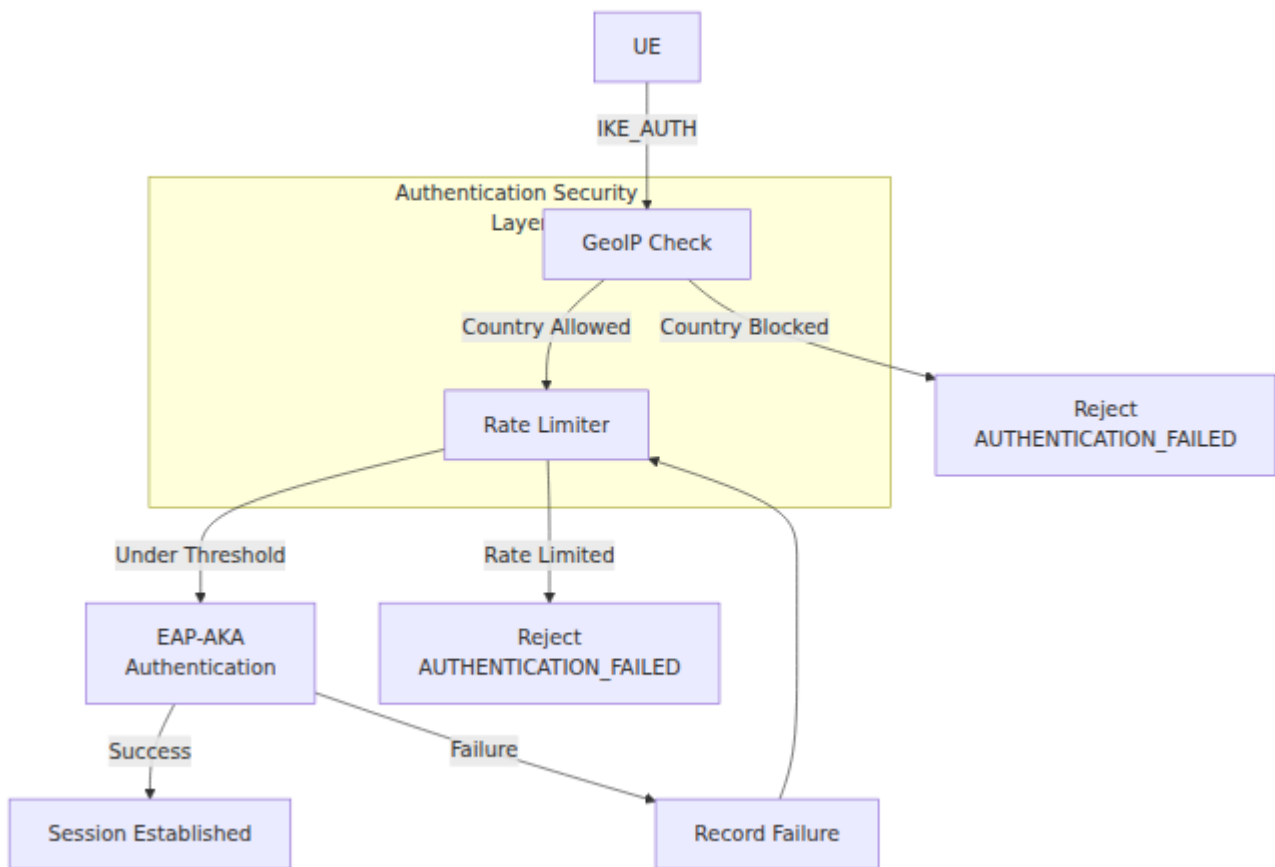 UE
IKE_AUTH
Authentication Security
Layer
GeoIP Check
Country Allowed
Country Blocked
Rate Limiter
Reject
AUTHENTICATION_FAILED
Under Threshold
Rate Limited
EAP-AKA
Authentication
Reject
AUTHENTICATION_FAILED
Success
Failure
Session Established
Record Failure